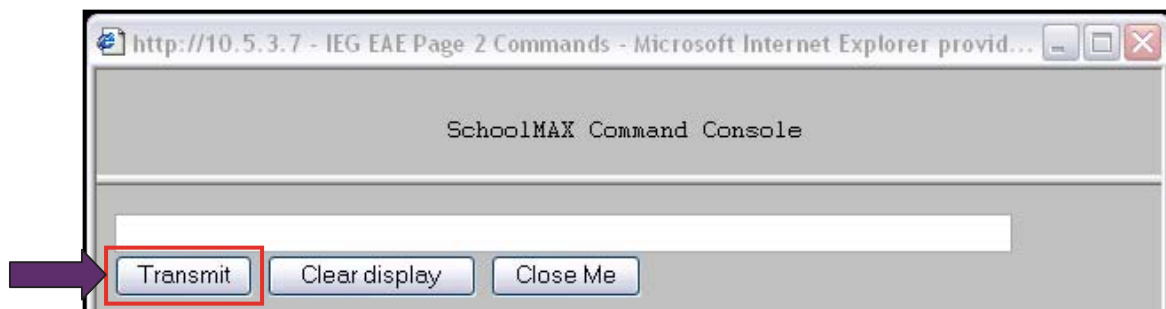 http://10.5.3.7 - IEG EAE Page 2 Commands - Microsoft Internet Explorer provid...
SchoolMAX Command Console
Transmit Clear display Close Me